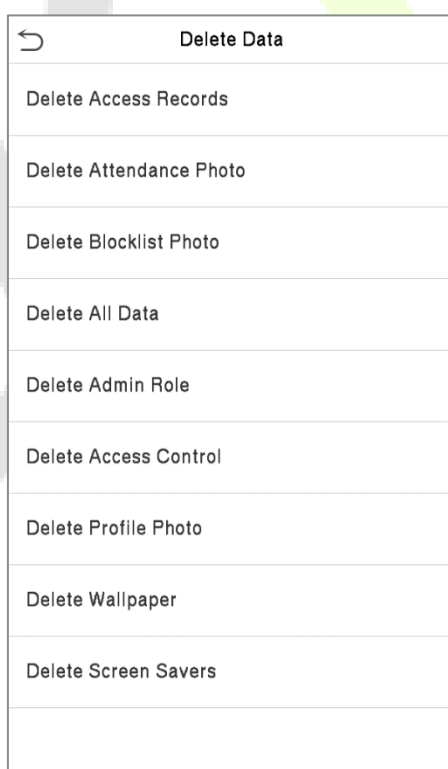 Delete Data
Delete Access Records
Delete Attendance Photo
Delete Blocklist Photo
Delete All Data
Delete Admin Role
Delete Access Control
Delete Profile Photo
Delete Wallpaper
Delete Screen Savers